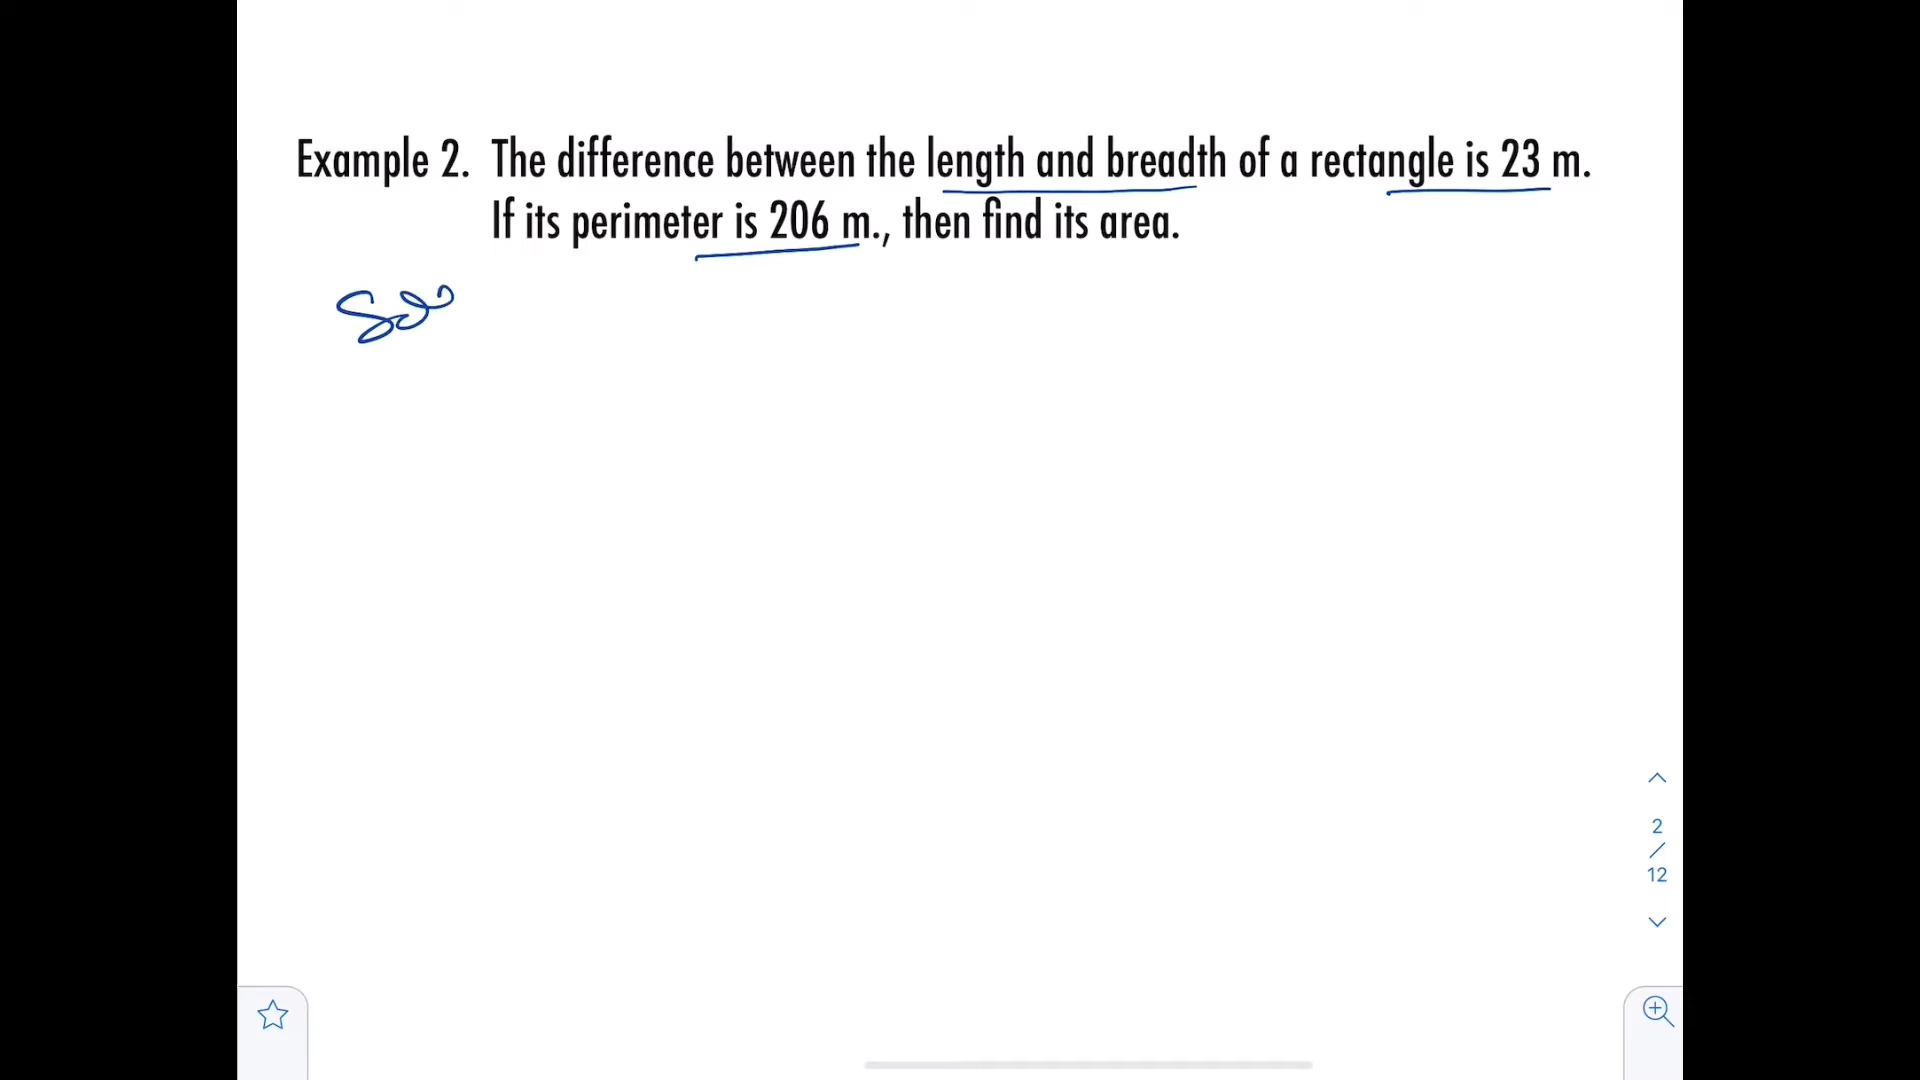 Example 2. The difference between the length and breadth of a rectangle is 23 m.
If its perimeter is 206 m., then find its area.
Sol
2
/
12